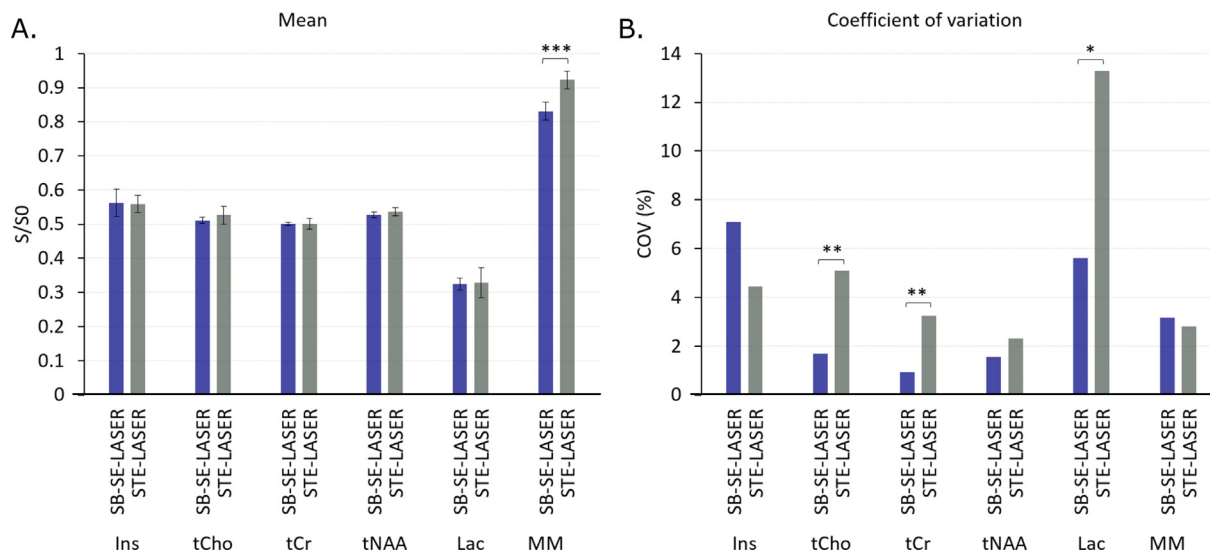 A.
Mean
***
1
0.9
0.8
0.7
0.6
0.5
0.4
0.3
0.2
0.1
0
S/S0
SB-SE-LASER
STE-LASER
SB-SE-LASER
STE-LASER
SB-SE-LASER
STE-LASER
SB-SE-LASER
STE-LASER
SB-SE-LASER
STE-LASER
SB-SE-LASER
STE-LASER
Ins tCho tCr tNAA Lac MM
B.
Coefficient of variation
*
**
**
14
12
10
8
6
4
2
0
COV (%)
SB-SE-LASER
STE-LASER
SB-SE-LASER
STE-LASER
SB-SE-LASER
STE-LASER
SB-SE-LASER
STE-LASER
SB-SE-LASER
STE-LASER
SB-SE-LASER
STE-LASER
Ins tCho tCr tNAA Lac MM